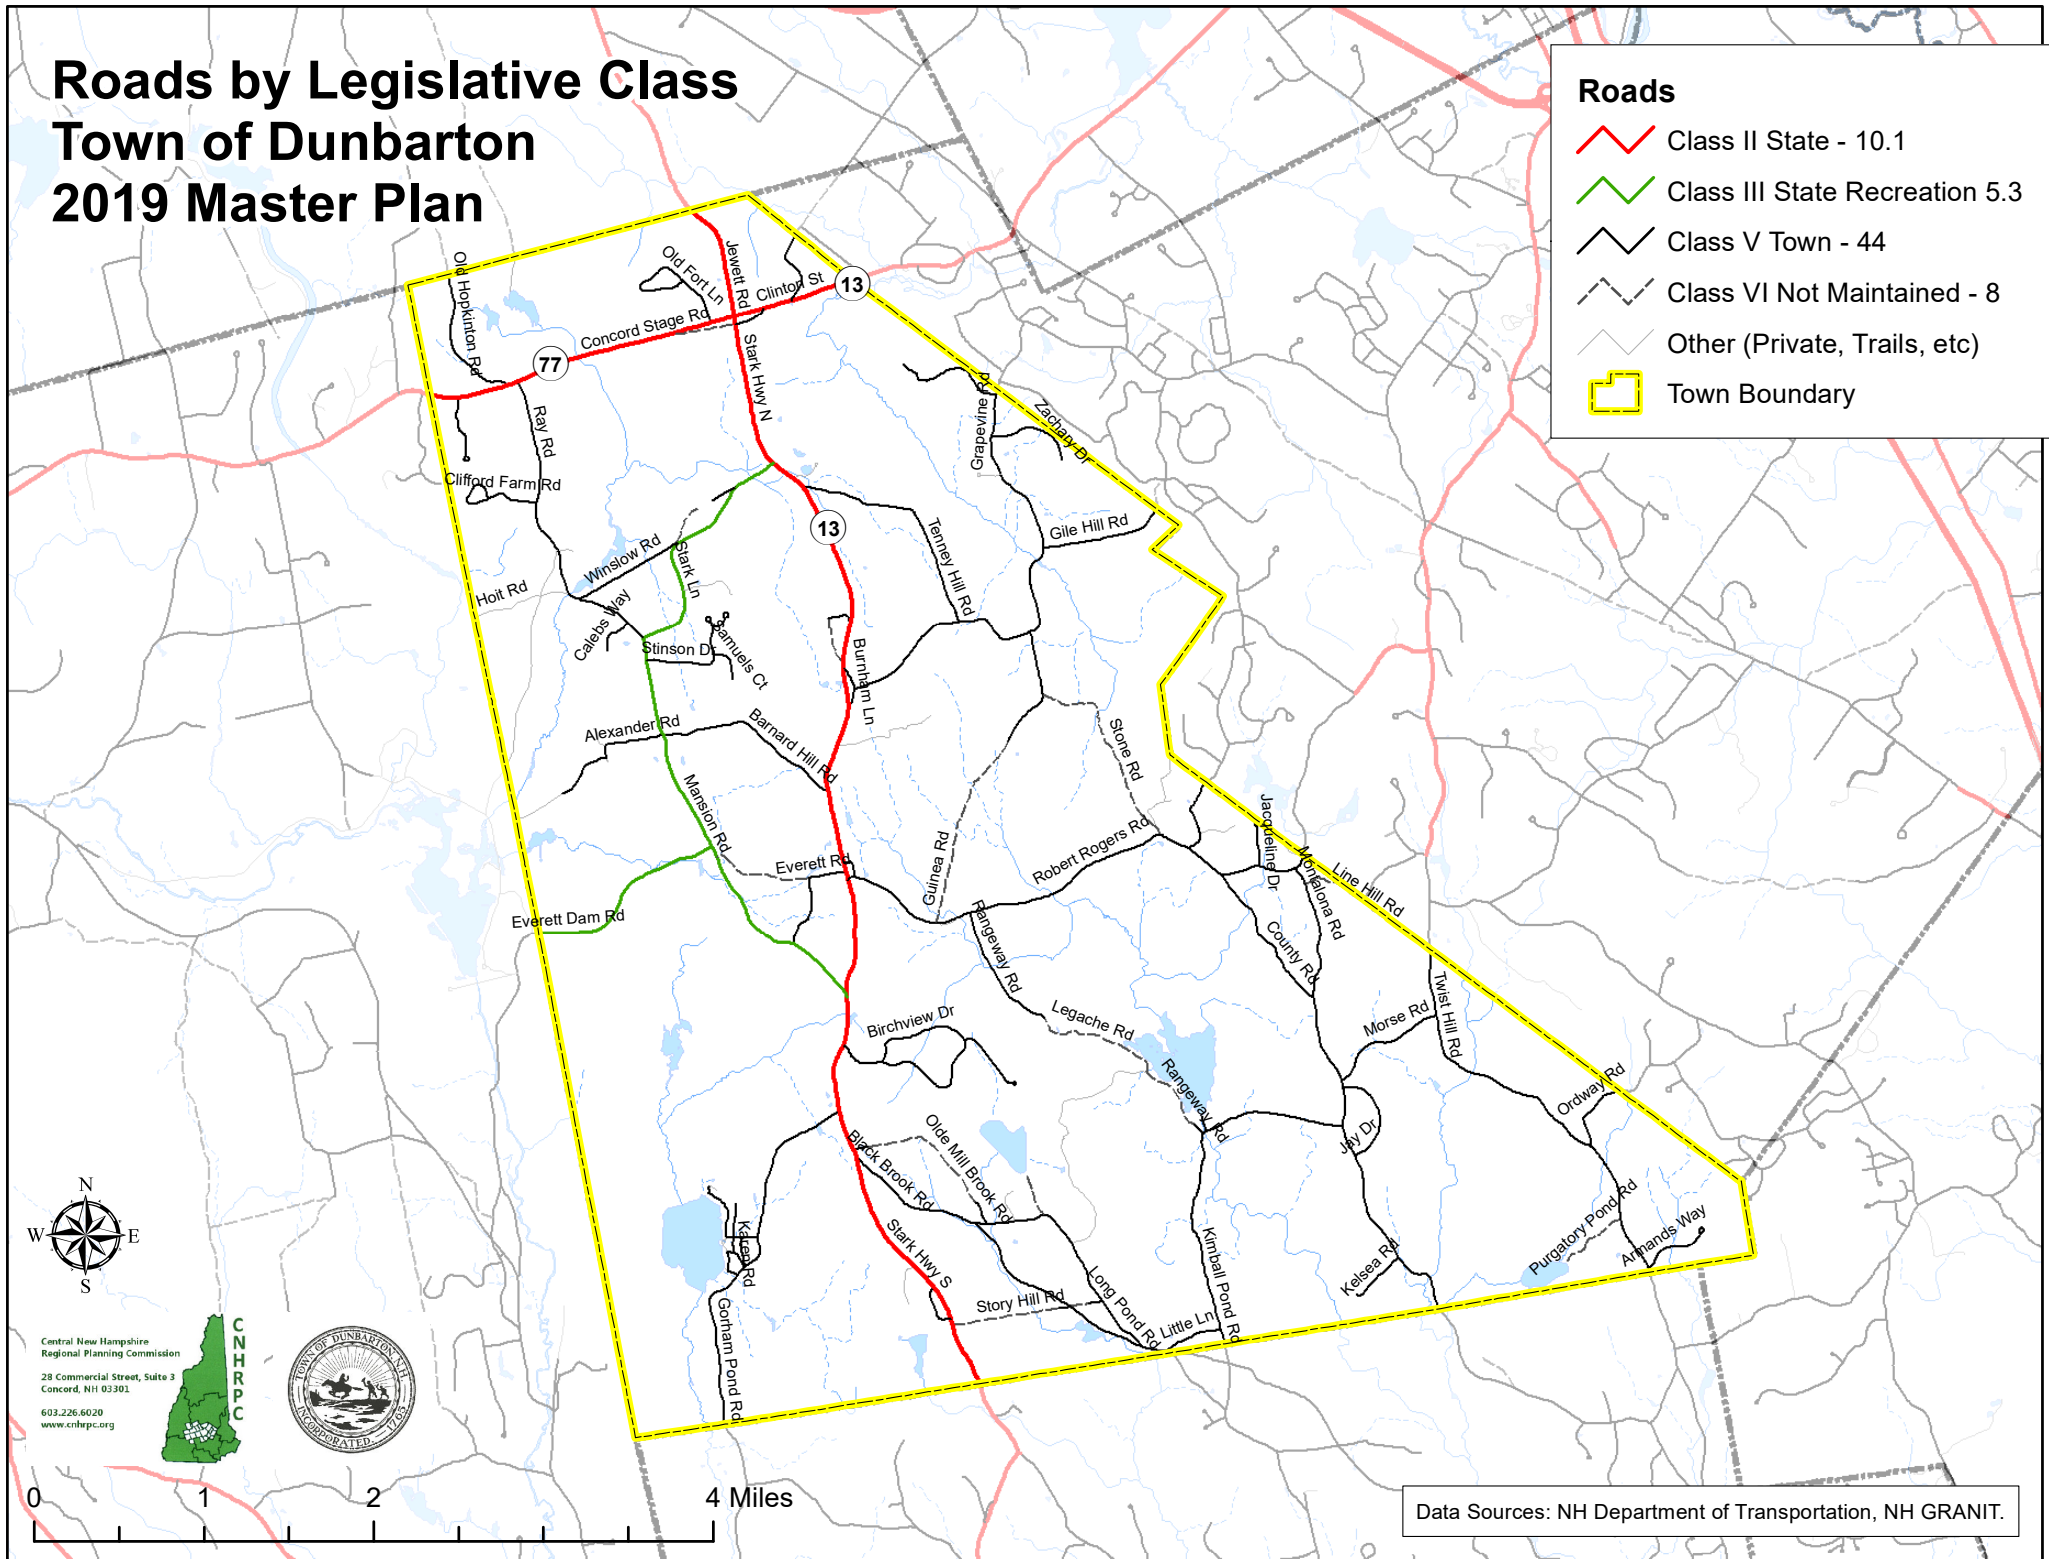 Roads by Legislative Class
Town of Dunbarton
2019 Master Plan
Roads
Class II State - 10.1
Class III State Recreation 5.3
Class V Town - 44
Class VI Not Maintained - 8
Other (Private, Trails, etc)
Town Boundary
Old Hopkinton Rd
Old Fort Ln
Jewett Rd
Clinton St
13
Concord Stage Rd
77
Stark Hwy N
Ray Rd
Grapevine Rd
Zachary Dr
Clifford Farm Rd
13
Tenney Hill Rd
Gile Hill Rd
Winslow Rd
Stark Ln
Hoit Rd
Calebs Way
Stinson Dr
Samuels Ct
Burnham Ln
Alexander Rd
Barnard Hill Rd
Stone Rd
Mansion Rd
Everett Rd
Guinea Rd
Robert Rogers Rd
Jacqueline Dr
Montalona Rd
Line Hill Rd
Everett Dam Rd
Rangeway Rd
County Rd
Legache Rd
Birchview Dr
Morse Rd
Twist Hill Rd
Rangeway Rd
Ordway Rd
Jay Dr
Black Brook Rd
Olde Mill Brook Rd
Karen Rd
Stark Hwy S
Kimball Pond Rd
Kelsea Rd
Purgatory Pond Rd
Armands Way
Story Hill Rd
Long Pond Rd
Little Ln
Gorham Pond Rd
N
W
E
S
Central New Hampshire
Regional Planning Commission
28 Commercial Street, Suite 3
Concord, NH 03301
603.226.6020
www.cnhrpc.org
CNHRPC
TOWN OF DUNBARTON, N.H.
INCORPORATED. 1765
0 1 2 4 Miles
Data Sources: NH Department of Transportation, NH GRANIT.